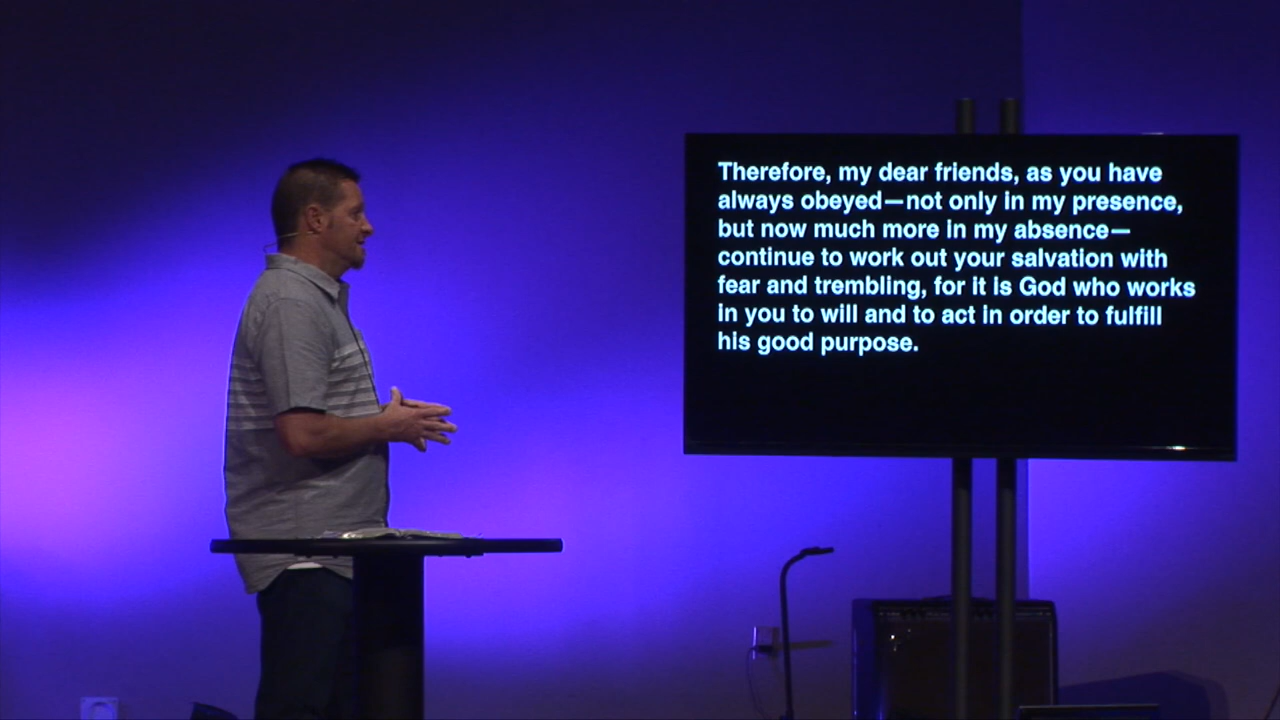 Therefore, my dear friends, as you have
always obeyed—not only in my presence,
but now much more in my absence—
continue to work out your salvation with
fear and trembling, for it is God who works
in you to will and to act in order to fulfill
his good purpose.